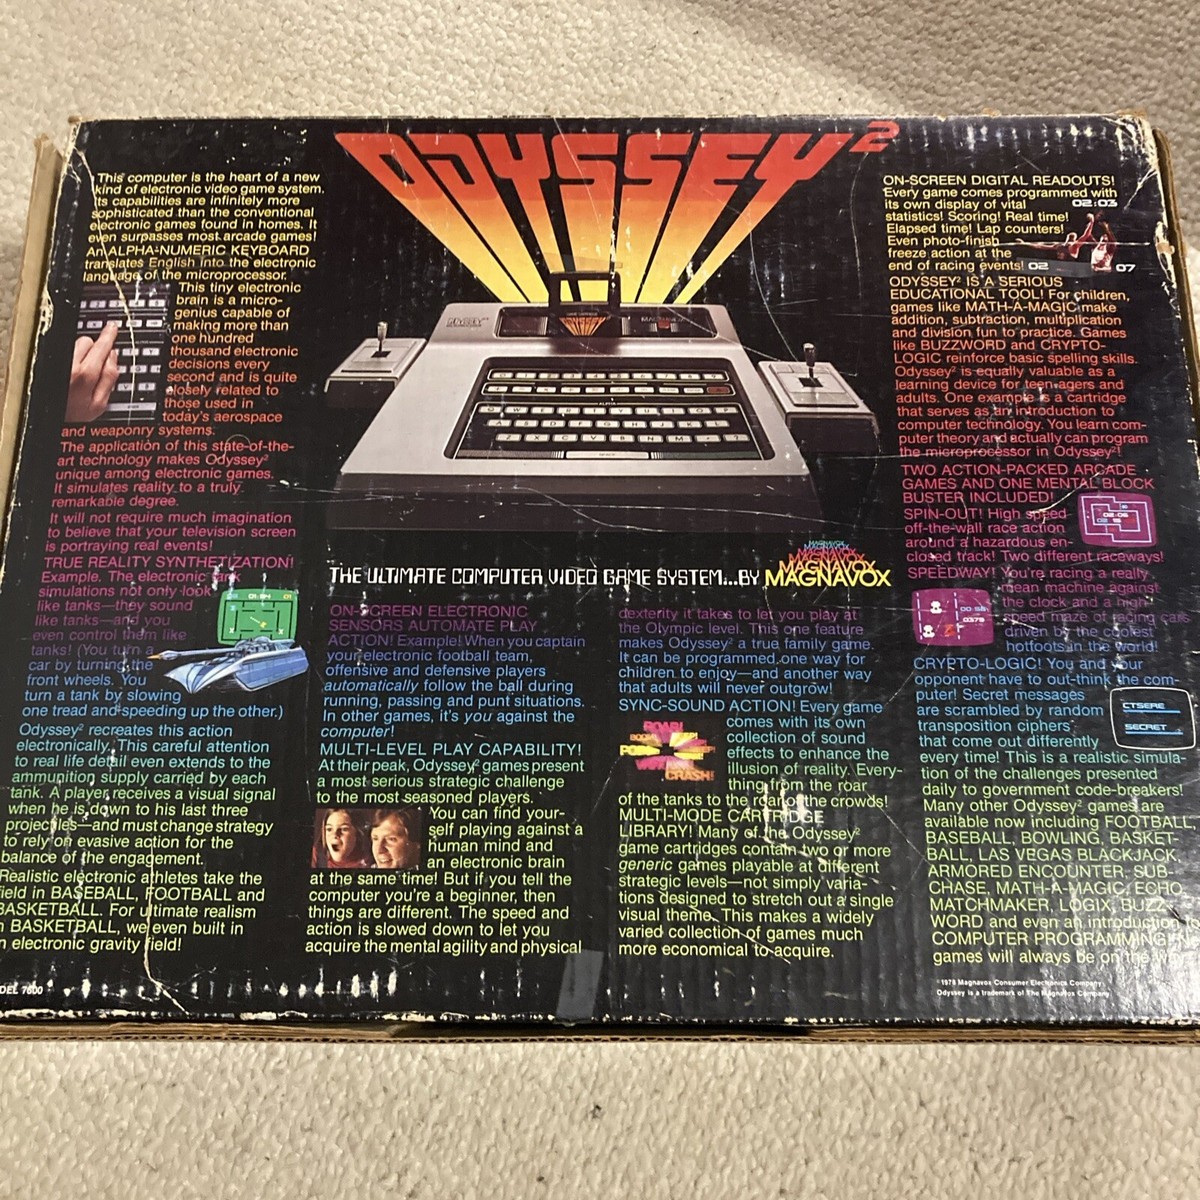 ODYSSEY²
This computer is the heart of a new
kind of electronic video game system.
Its capabilities are infinitely more
sophisticated than the conventional
electronic games found in homes. It
even surpasses most arcade games!
An ALPHA-NUMERIC KEYBOARD
translates English into the electronic
language of the microprocessor.
This tiny electronic
brain is a micro-
genius capable of
making more than
one hundred
thousand electronic
decisions every
second and is quite
closely related to
those used in
today's aerospace
and weaponry systems.
The application of this state-of-the-
art technology makes Odyssey²
unique among electronic games.
It simulates reality to a truly
remarkable degree.
It will not require much imagination
to believe that your television screen
is portraying real events!
TRUE REALITY SYNTHETIZATION!
Example. The electronic tank
simulations not only look
like tanks—they sound
like tanks—and you
even control them like
tanks! (You turn a
car by turning the
front wheels. You
turn a tank by slowing
one tread and speeding up the other.)
Odyssey² recreates this action
electronically. This careful attention
to real life detail even extends to the
ammunition supply carried by each
tank. A player receives a visual signal
when he is down to his last three
projectiles—and must change strategy
to rely on evasive action for the
balance of the engagement.
Realistic electronic athletes take the
field in BASEBALL, FOOTBALL and
BASKETBALL. For ultimate realism
in BASKETBALL, we even built in
an electronic gravity field!
DEL 7600
THE ULTIMATE COMPUTER VIDEO GAME SYSTEM...BY MAGNAVOX
ON-SCREEN ELECTRONIC
SENSORS AUTOMATE PLAY
ACTION! Example! When you captain
your electronic football team,
offensive and defensive players
automatically follow the ball during
running, passing and punt situations.
In other games, it's you against the
computer!
MULTI-LEVEL PLAY CAPABILITY!
At their peak, Odyssey² games present
a most serious strategic challenge
to the most seasoned players.
You can find your-
self playing against a
human mind and
an electronic brain
at the same time! But if you tell the
computer you're a beginner, then
things are different. The speed and
action is slowed down to let you
acquire the mental agility and physical
dexterity it takes to let you play at
the Olympic level. This one feature
makes Odyssey² a true family game.
It can be programmed one way for
children to enjoy—and another way
that adults will never outgrow!
SYNC-SOUND ACTION! Every game
comes with its own
collection of sound
effects to enhance the
illusion of reality. Every-
thing from the roar
of the tanks to the roar of the crowds!
ROAR!
CRASH!
MULTI-MODE CARTRIDGE
LIBRARY! Many of the Odyssey²
game cartridges contain two or more
generic games playable at different
strategic levels—not simply varia-
tions designed to stretch out a single
visual theme. This makes a widely
varied collection of games much
more economical to acquire.
ON-SCREEN DIGITAL READOUTS!
Every game comes programmed with
its own display of vital 02:03
statistics! Scoring! Real time!
Elapsed time! Lap counters!
Even photo-finish
freeze action at the
end of racing events! 02 07
ODYSSEY² IS A SERIOUS
EDUCATIONAL TOOL! For children,
games like MATH-A-MAGIC make
addition, subtraction, multiplication
and division fun to practice. Games
like BUZZWORD and CRYPTO-
LOGIC reinforce basic spelling skills.
Odyssey² is equally valuable as a
learning device for teen-agers and
adults. One example is a cartridge
that serves as an introduction to
computer technology. You learn com-
puter theory and actually can program
the microprocessor in Odyssey²!
TWO ACTION-PACKED ARCADE
GAMES AND ONE MENTAL BLOCK
BUSTER INCLUDED!
SPIN-OUT! High speed
off-the-wall race action
around a hazardous en-
closed track! Two different raceways!
SPEEDWAY! You're racing a really
mean machine against
the clock and a high
speed maze of raging cars
driven by the coolest
hotfoots in the world!
CRYPTO-LOGIC! You and your
opponent have to out-think the com-
puter! Secret messages
are scrambled by random
transposition ciphers
that come out differently
every time! This is a realistic simula-
tion of the challenges presented
daily to government code-breakers!
CTSERE
SECRET
Many other Odyssey² games are
available now including FOOTBALL,
BASEBALL, BOWLING, BASKET-
BALL, LAS VEGAS BLACKJACK,
ARMORED ENCOUNTER, SUB-
CHASE, MATH-A-MAGIC, ECHO,
MATCHMAKER, LOGIX, BUZZ-
WORD and even an introduction
COMPUTER PROGRAMMING!
games will always be on the
© 1978 Magnavox Consumer Electronics Company
Odyssey is a trademark of The Magnavox Company